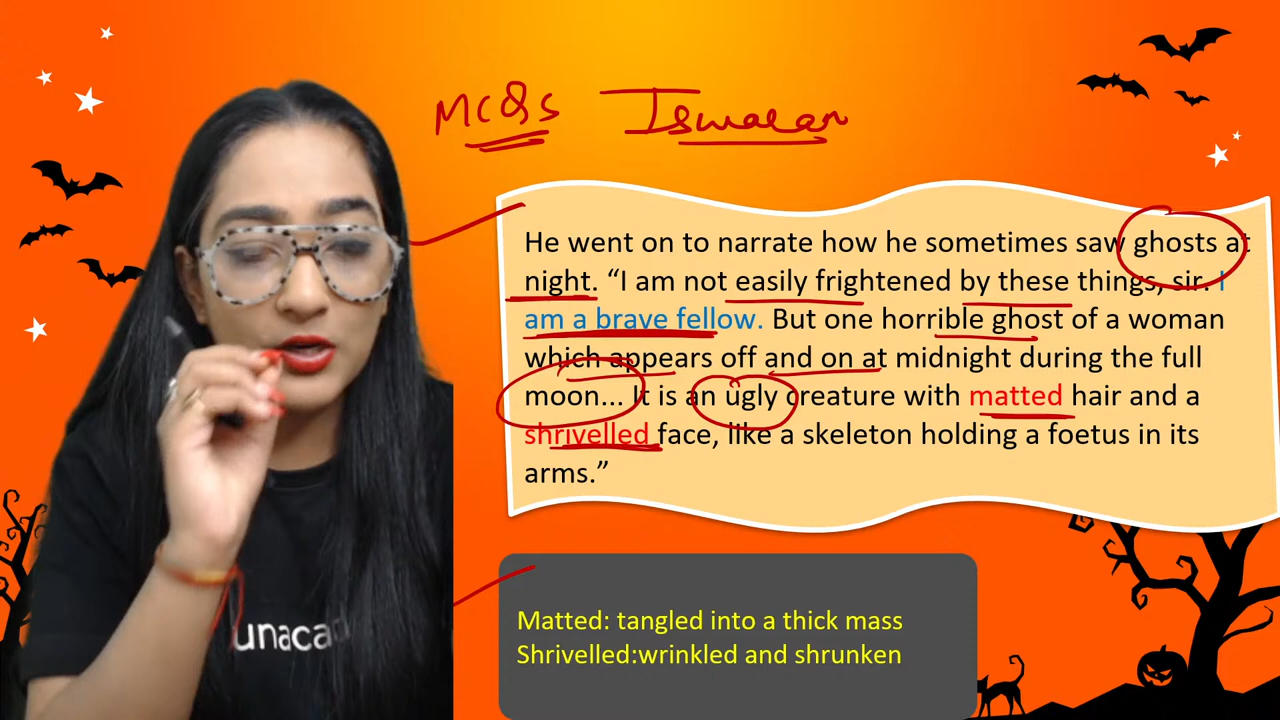 MCQs Iswaran
He went on to narrate how he sometimes saw ghosts at
night. “I am not easily frightened by these things, sir. I
am a brave fellow. But one horrible ghost of a woman
which appears off and on at midnight during the full
moon... It is an ugly creature with matted hair and a
shrivelled face, like a skeleton holding a foetus in its
arms.”
Matted: tangled into a thick mass
Shrivelled:wrinkled and shrunken
unaca